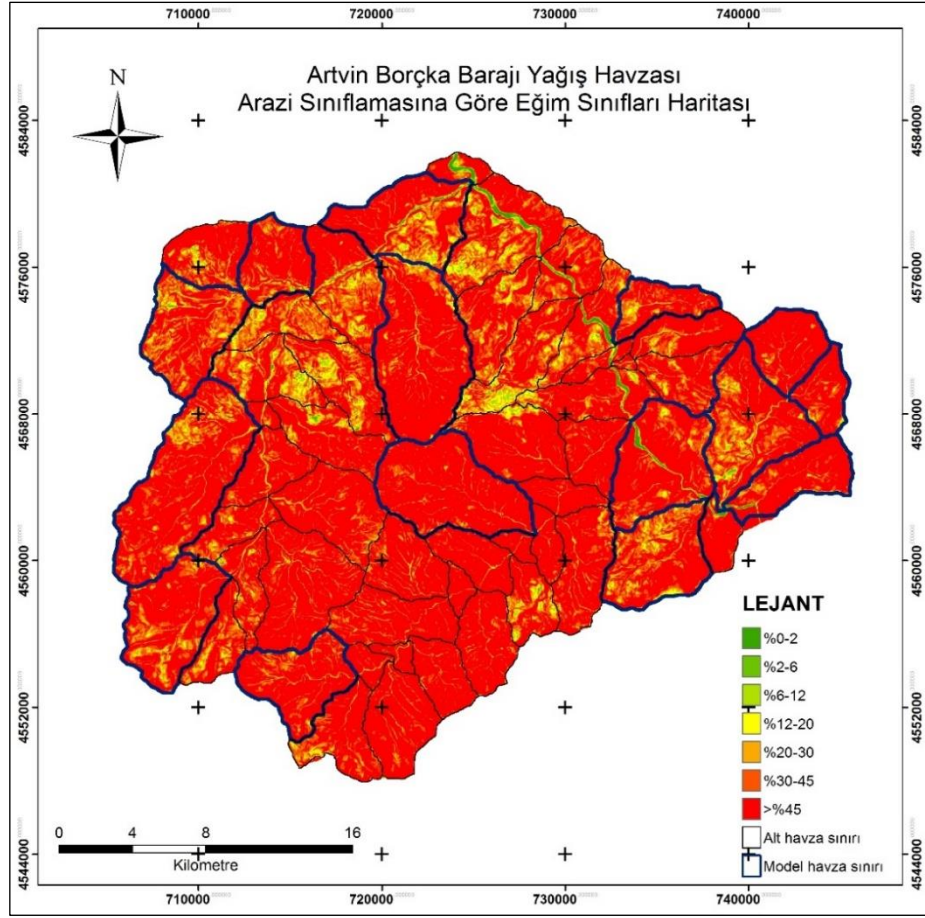 710000 720000 730000 740000
Artvin Borçka Barajı Yağış Havzası
Arazi Sınıflamasına Göre Eğim Sınıfları Haritası
N
4584000 4584000
4576000 4576000
4568000 4568000
4560000 4560000
4552000 4552000
4544000 4544000
LEJANT
%0-2
%2-6
%6-12
%12-20
%20-30
%30-45
>%45
Alt havza sınırı
Model havza sınırı
0 4 8 16
Kilometre
710000 720000 730000 740000